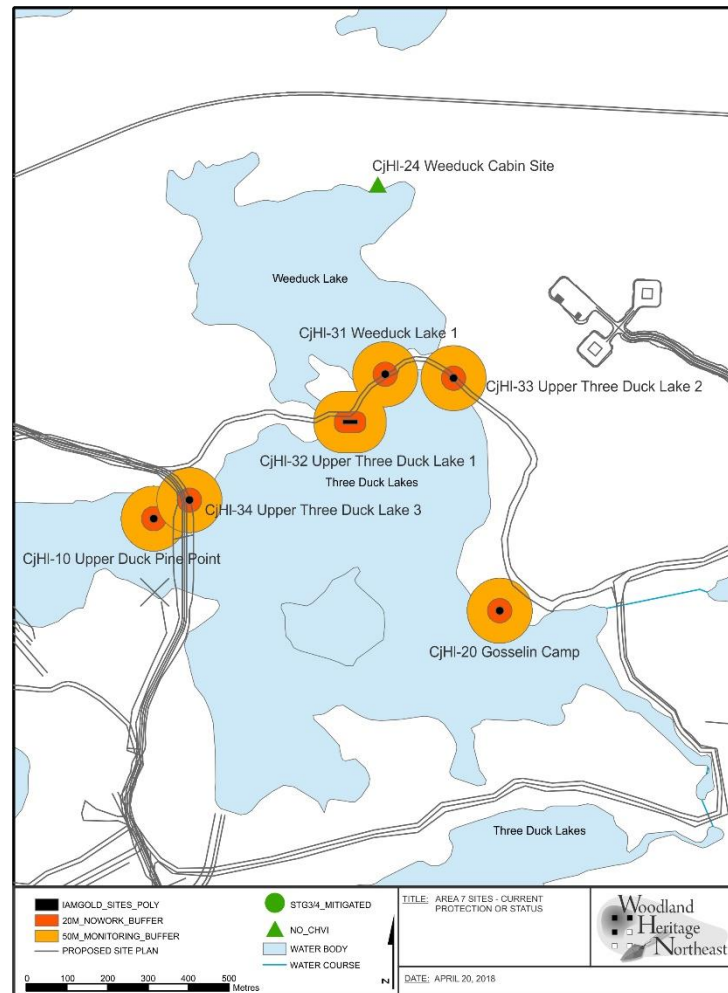 CjHl-24 Weeduck Cabin Site
Weeduck Lake
CjHl-31 Weeduck Lake 1
CjHl-33 Upper Three Duck Lake 2
CjHl-32 Upper Three Duck Lake 1
Three Duck Lakes
CjHl-34 Upper Three Duck Lake 3
CjHl-10 Upper Duck Pine Point
CjHl-20 Gosselin Camp
Three Duck Lakes
IAMGOLD_SITES_POLY
20M_NOWORK_BUFFER
50M_MONITORING_BUFFER
PROPOSED SITE PLAN
0 100 200 300 400 500
Metres
STG3/4_MITIGATED
NO_CHVI
WATER BODY
WATER COURSE
N
TITLE: AREA 7 SITES - CURRENT
PROTECTION OR STATUS
DATE: APRIL 20, 2018
Woodland
Heritage
Northeast